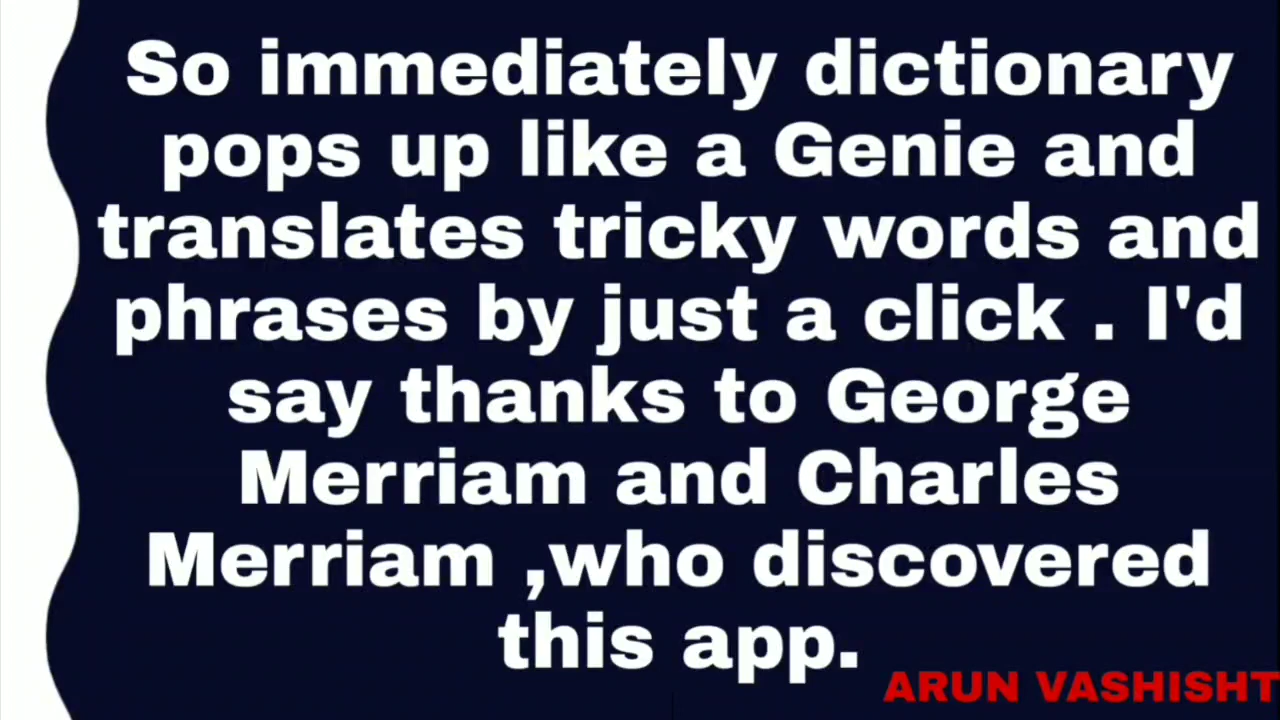 So immediately dictionary
pops up like a Genie and
translates tricky words and
phrases by just a click . I'd
say thanks to George
Merriam and Charles
Merriam ,who discovered
this app.
ARUN VASHISHT